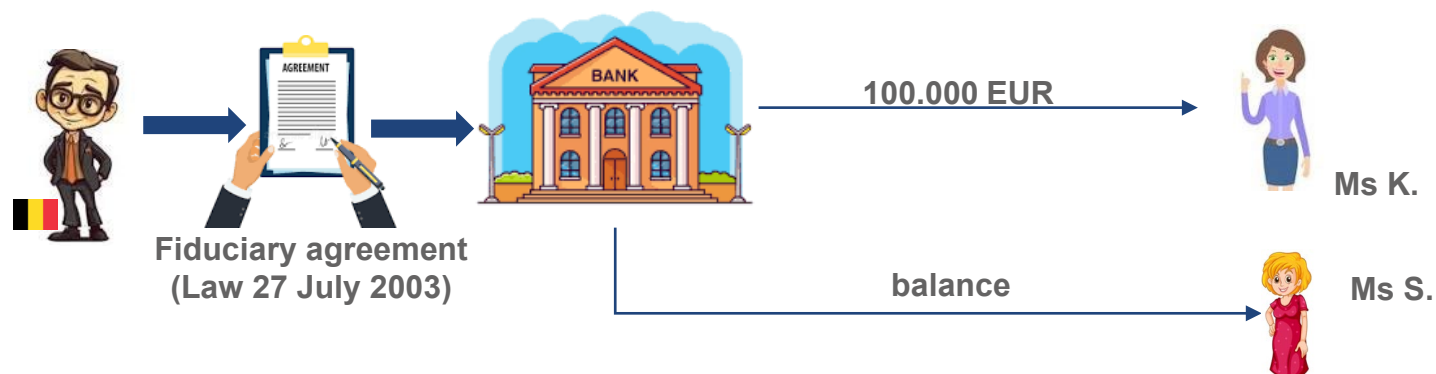 AGREEMENT
BANK
100.000 EUR
Ms K.
Fiduciary agreement
(Law 27 July 2003)
balance
Ms S.